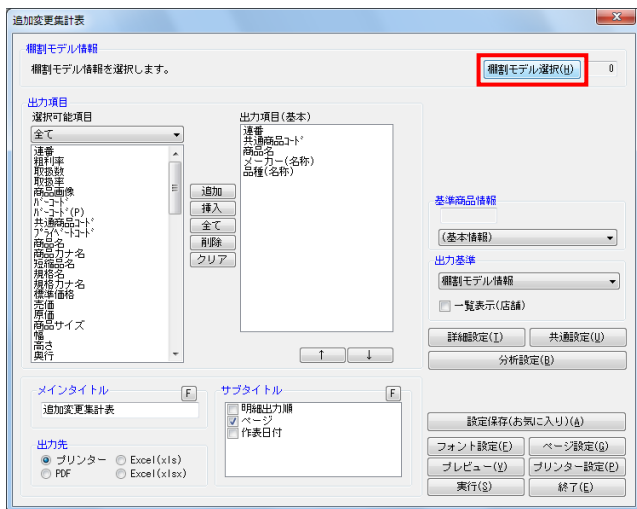 追加変更集計表
棚割モデル情報
棚割モデル情報を選択します。
棚割モデル選択(H)
0
出力項目
選択可能項目
全て
連番
粗利率
取扱数
取扱率
商品画像
バーコード
バーコード(P)
共通商品コード
プライベートコード
商品名
商品カナ名
短縮品名
規格名
規格カナ名
標準価格
売価
原価
商品サイズ
幅
高さ
奥行
追加
挿入
全て
削除
クリア
出力項目(基本)
連番
共通商品コード
商品名
メーカー(名称)
品種(名称)
↑
↓
基準商品情報
(基本情報)
出力基準
棚割モデル情報
一覧表示(店舗)
詳細設定(I)
共通設定(U)
分析設定(B)
メインタイトル
F
追加変更集計表
サブタイトル
F
明細出力順
ページ
作表日付
出力先
プリンター
Excel(xls)
PDF
Excel(xlsx)
設定保存(お気に入り)(A)
フォント設定(F)
ページ設定(G)
プレビュー(V)
プリンター設定(P)
実行(S)
終了(E)